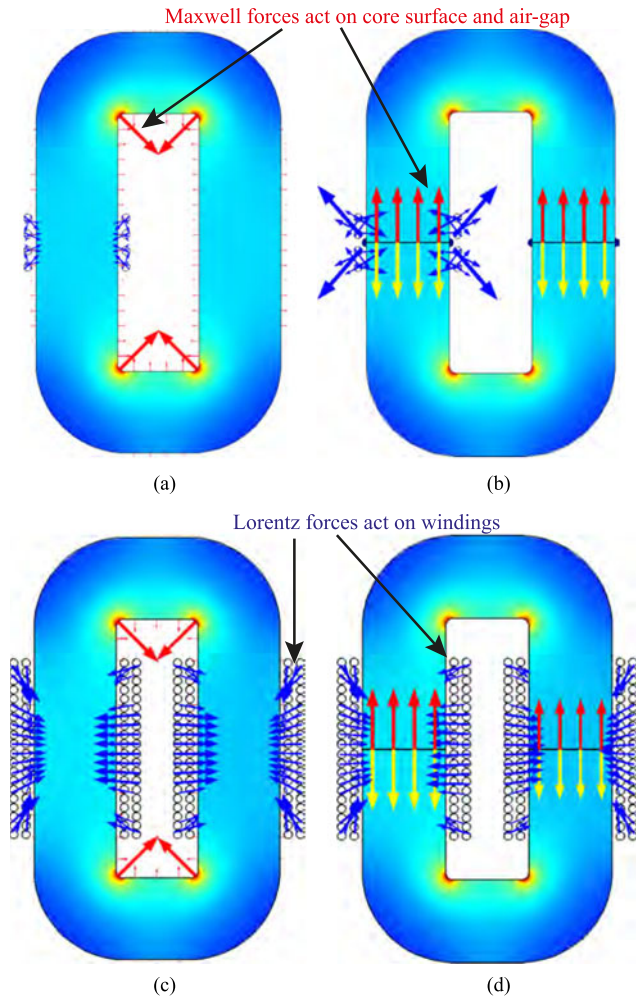 Maxwell forces act on core surface and air-gap
(a)
(b)
Lorentz forces act on windings
(c)
(d)